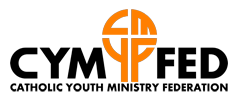 CYM FED
CATHOLIC YOUTH MINISTRY FEDERATION